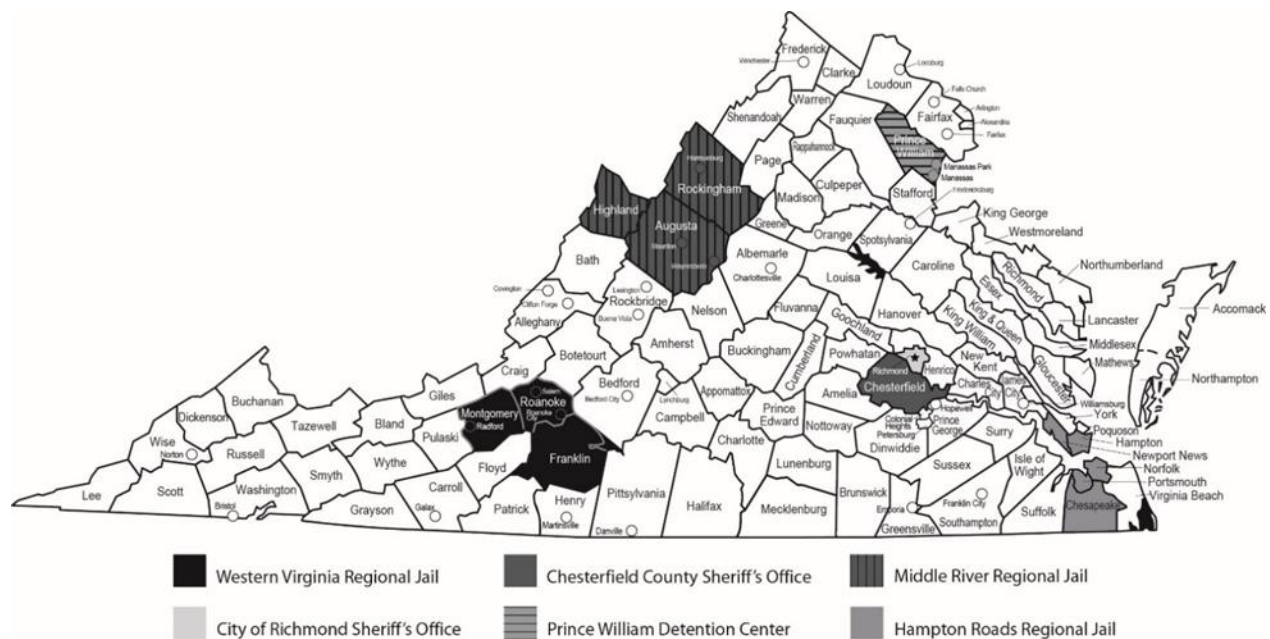 Frederick
Winchester
Clarke
Loudoun
Leesburg
Falls Church
Arlington
Alexandria
Fairfax
Fairfax
Warren
Shenandoah
Fauquier
Prince
William
Manassas Park
Manassas
Rappahannock
Page
Harrisonburg
Rockingham
Culpeper
Madison
Stafford
Fredericksburg
King George
Westmoreland
Highland
Augusta
Staunton
Waynesboro
Greene
Orange
Spotsylvania
Albemarle
Charlottesville
Bath
Louisa
Caroline
Essex
Richmond
Northumberland
Accomack
Covington
Clifton Forge
Alleghany
Lexington
Rockbridge
Buena Vista
Nelson
Fluvanna
Goochland
Hanover
King William
King & Queen
Lancaster
Middlesex
Mathews
Northampton
Gloucester
Craig
Botetourt
Amherst
Buckingham
Cumberland
Powhatan
Richmond
Henrico
Chesterfield
New
Kent
Charles
City
James
City
Williamsburg
York
Poquoson
Hampton
Newport News
Norfolk
Portsmouth
Virginia Beach
Chesapeake
Giles
Montgomery
Radford
Salem
Roanoke
Roanoke
City
Bedford
Bedford City
Lynchburg
Campbell
Appomattox
Prince
Edward
Amelia
Nottoway
Colonial
Heights
Petersburg
Hopewell
Prince
George
Dinwiddie
Surry
Sussex
Isle of
Wight
Buchanan
Dickenson
Wise
Norton
Tazewell
Bland
Pulaski
Russell
Smyth
Wythe
Floyd
Franklin
Charlotte
Lunenburg
Lee
Scott
Washington
Bristol
Grayson
Carroll
Galax
Patrick
Henry
Martinsville
Pittsylvania
Danville
Halifax
Mecklenburg
Brunswick
Emporia
Greensville
Franklin City
Southampton
Suffolk
Western Virginia Regional Jail
Chesterfield County Sheriff's Office
Middle River Regional Jail
City of Richmond Sheriff's Office
Prince William Detention Center
Hampton Roads Regional Jail